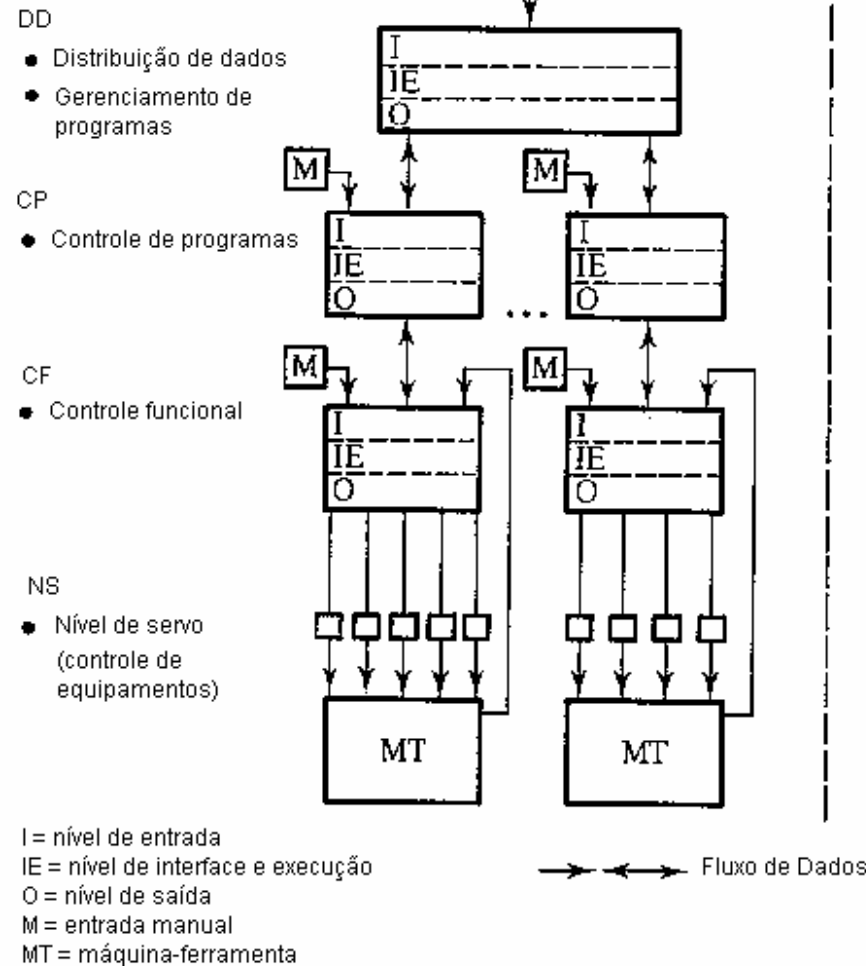 DD
● Distribuição de dados
● Gerenciamento de
programas
I
IE
O
M
M
CP
● Controle de programas
I
IE
O
I
IE
O
...
M
M
CF
● Controle funcional
I
IE
O
I
IE
O
NS
● Nível de servo
(controle de
equipamentos)
MT
MT
I = nível de entrada
IE = nível de interface e execução
O = nível de saída
M = entrada manual
MT = máquina-ferramenta
Fluxo de Dados